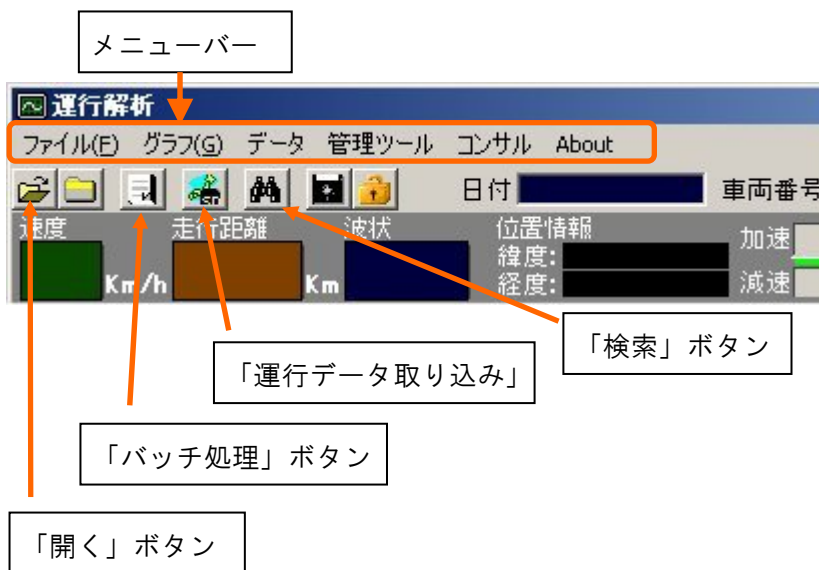 メニューバー
運行解析
ファイル(F) グラフ(G) データ 管理ツール コンサル About
日付 車両番号
速度 走行距離 波状 位置情報
緯度:
経度:
加速
減速
Km/h Km
「検索」ボタン
「運行データ取り込み」
「バッチ処理」ボタン
「開く」ボタン